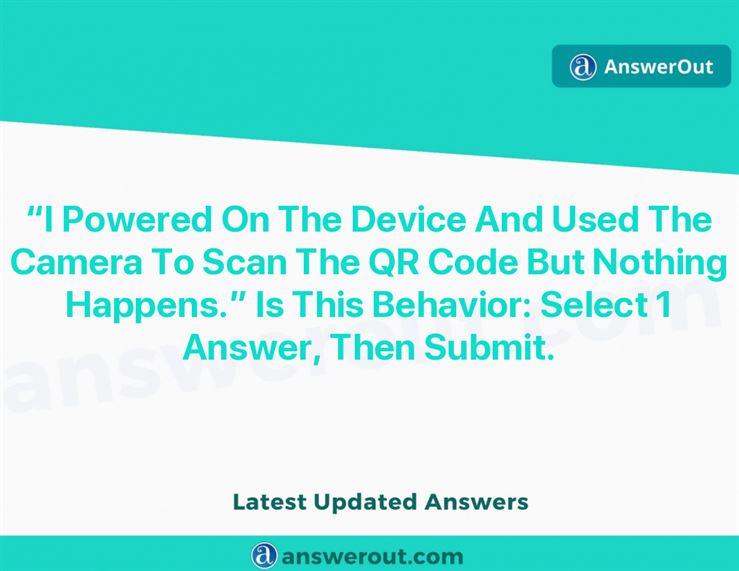 AnswerOut
“I Powered On The Device And Used The
Camera To Scan The QR Code But Nothing
Happens.” Is This Behavior: Select 1
Answer, Then Submit.
answerout.com
Latest Updated Answers
answerout.com